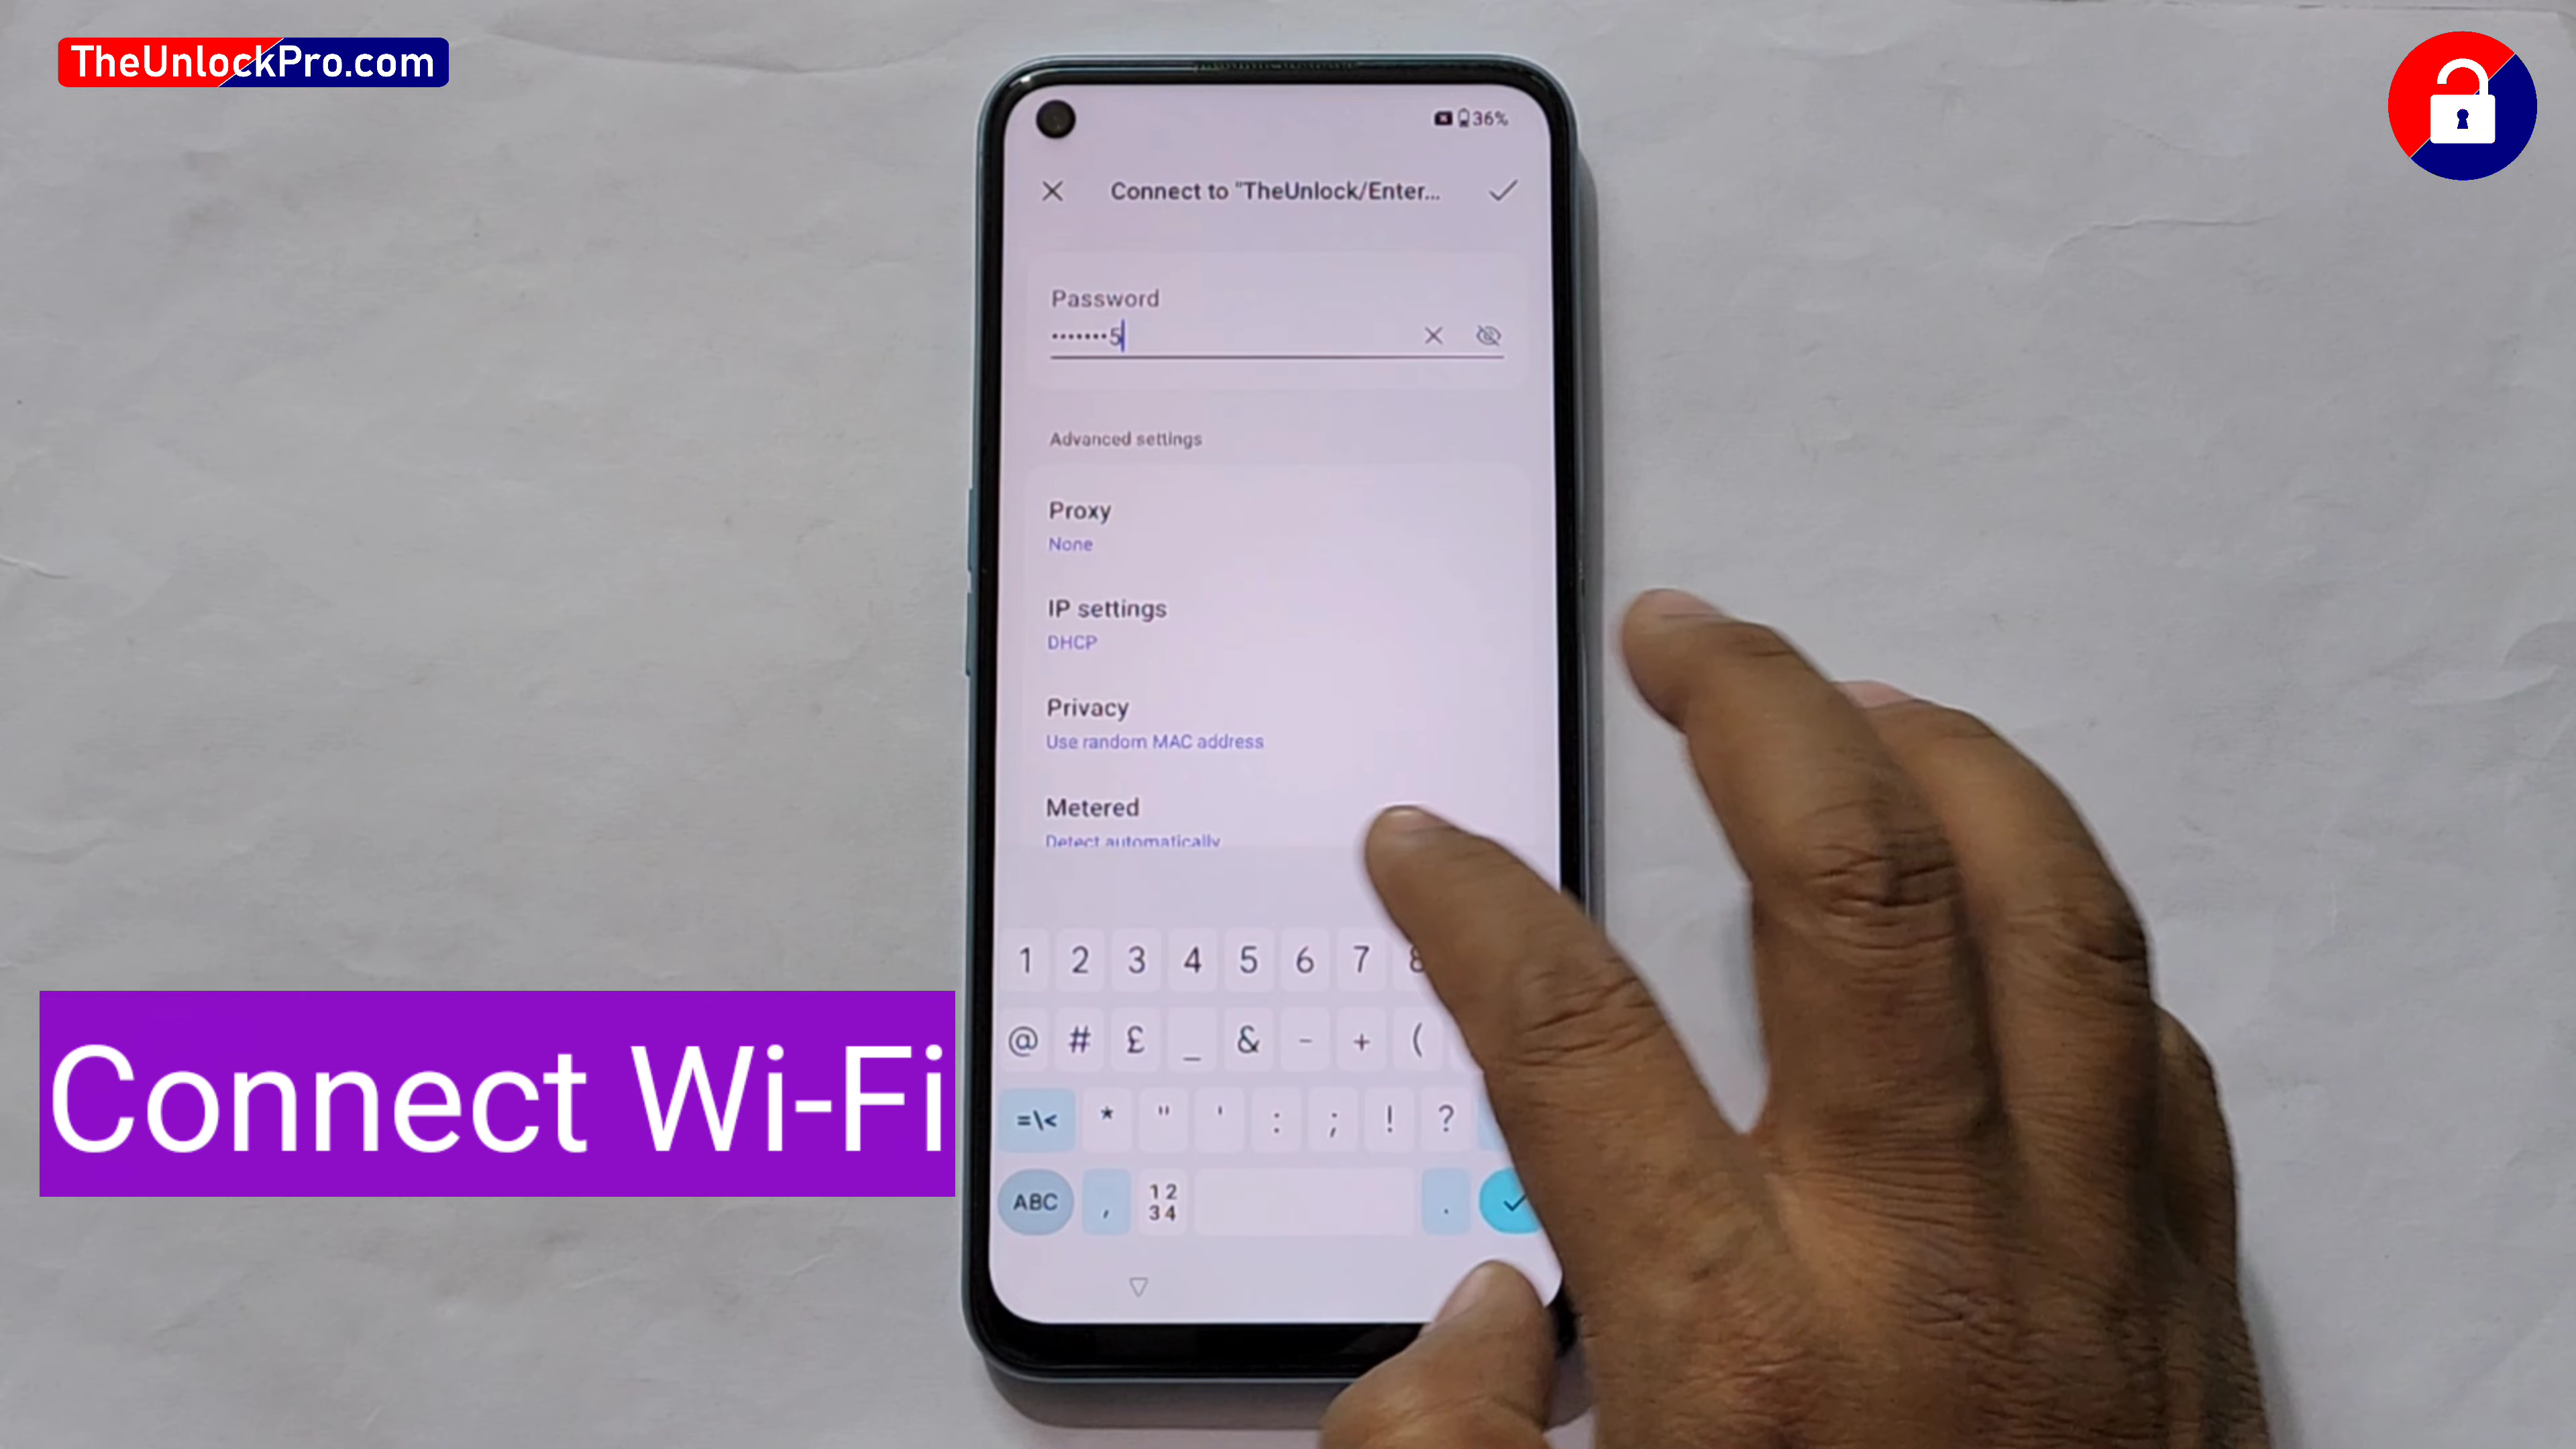 TheUnlockPro.com
36%
Connect to "TheUnlock/Enter...
Password
•••••••5
Advanced settings
Proxy
None
IP settings
DHCP
Privacy
Use random MAC address
Metered
Detect automatically
1 2 3 4 5 6 7 8
@ # £ _ & - + (
=\< * " ' : ; ! ?
ABC , 12 34 .
Connect Wi-Fi